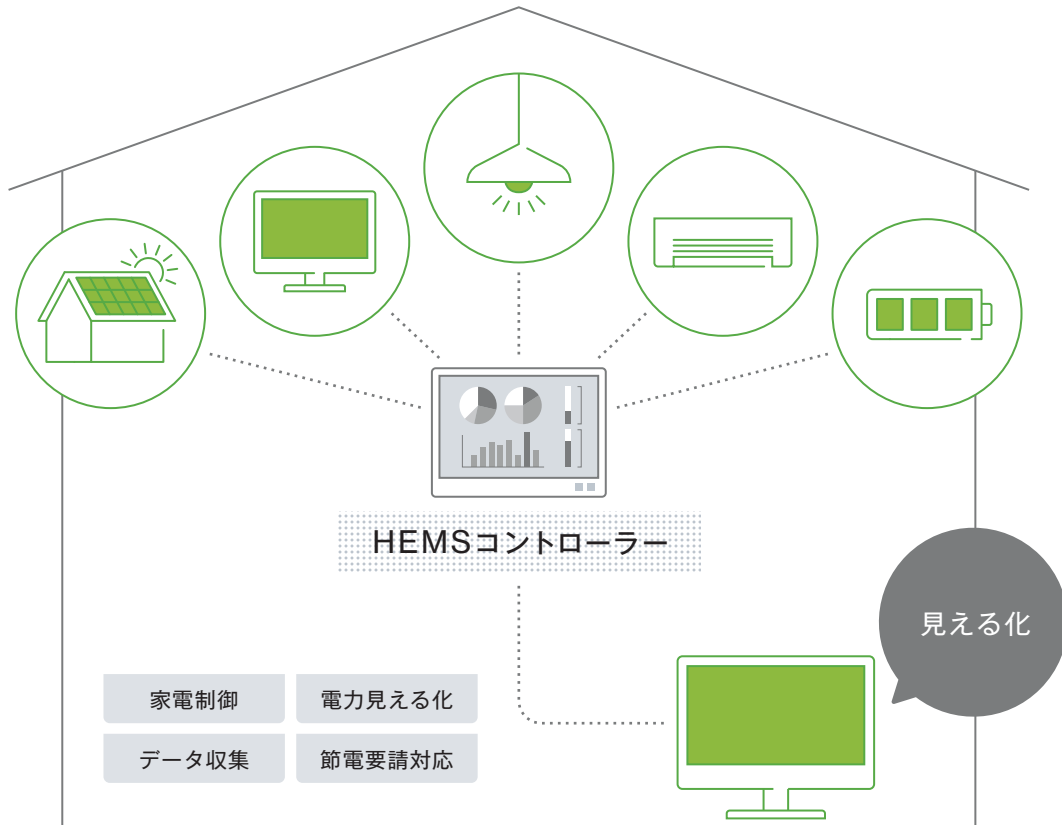 HEMSコントローラー
見える化
家電制御
電力見える化
データ収集
節電要請対応